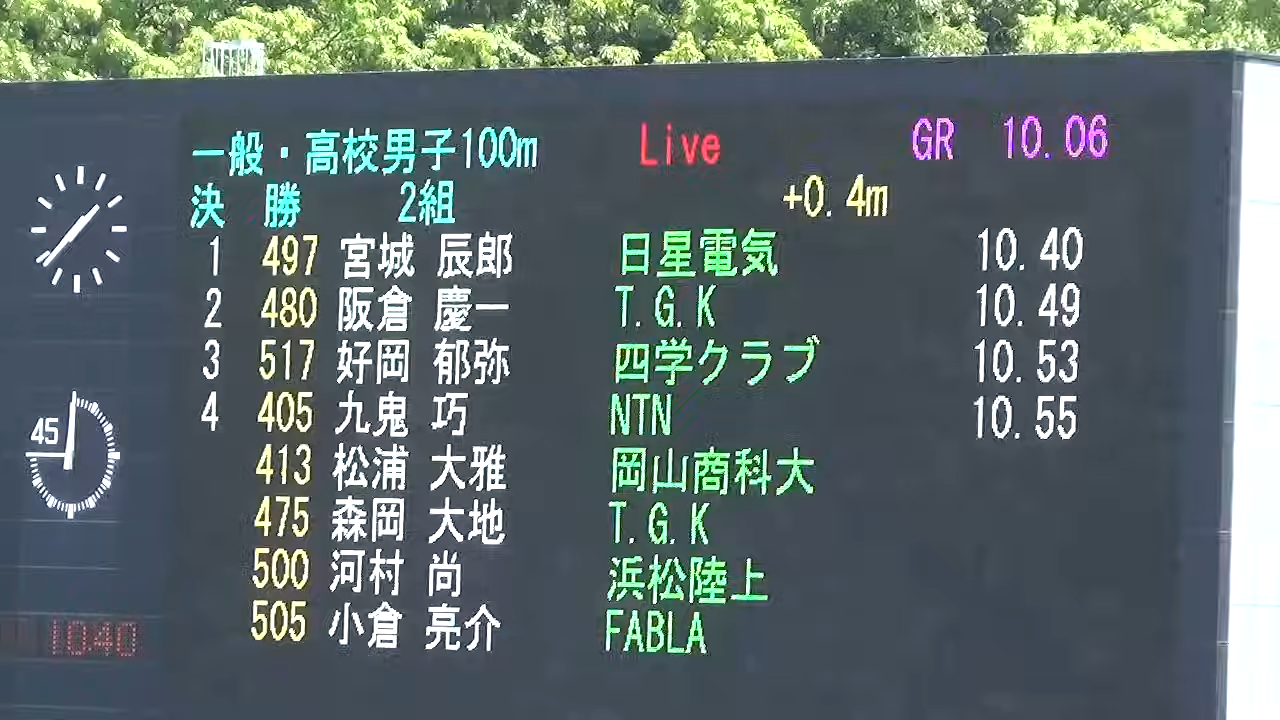 一般・高校男子100m Live GR 10.06
決 勝 2組 +0.4m
1 497 宮城 辰郎 日星電気 10.40
2 480 阪倉 慶一 T.G.K 10.49
3 517 好岡 郁弥 四学クラブ 10.53
4 405 九鬼 巧 NTN 10.55
413 松浦 大雅 岡山商科大
475 森岡 大地 T.G.K
500 河村 尚 浜松陸上
505 小倉 亮介 FABLA
45
1040